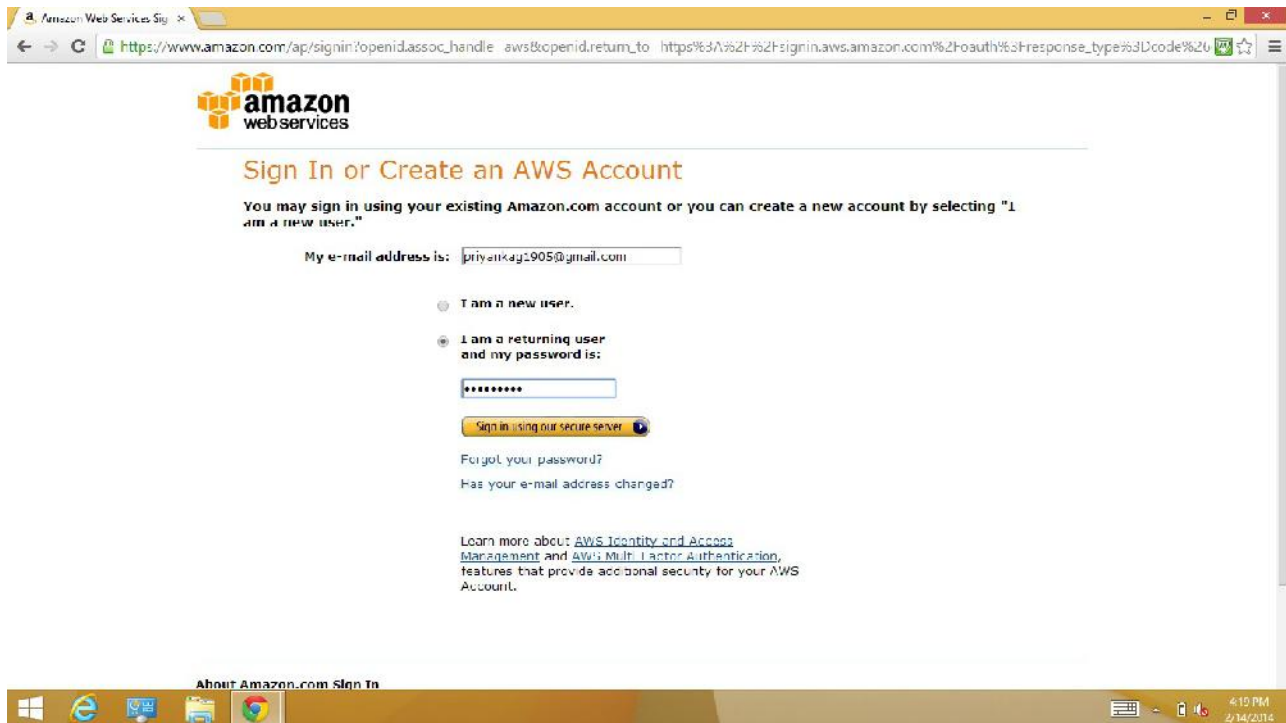 Amazon Web Services Sig
https://www.amazon.com/ap/signin?openid.assoc_handle aws&openid.return_to https%3A%2F%2Fsignin.aws.amazon.com%2Foauth%3Fresponse_type%3Dcode%26
amazon
webservices
Sign In or Create an AWS Account
You may sign in using your existing Amazon.com account or you can create a new account by selecting "I
am a new user."
My e-mail address is: priyankag1905@gmail.com
I am a new user.
I am a returning user
and my password is:
Sign in using our secure server
Forgot your password?
Has your e-mail address changed?
Learn more about AWS Identity and Access
Management and AWS Multi Factor Authentication,
features that provide additional security for your AWS
Account.
About Amazon.com Sign In
4:19 PM
2/14/2014